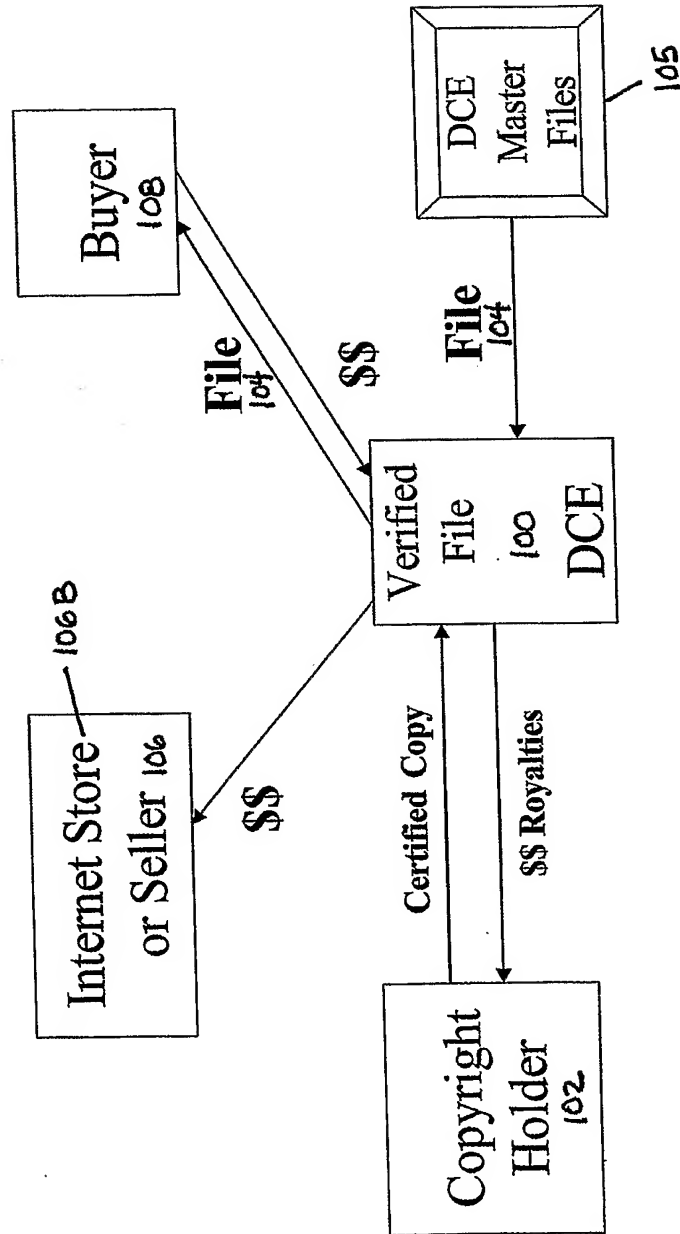 Internet Store
or Seller 106
106B
Buyer
108
$$
File
104
$$
Copyright
Holder
102
Certified Copy
$$ Royalties
Verified
File
100
DCE
File
104
DCE
Master
Files
105